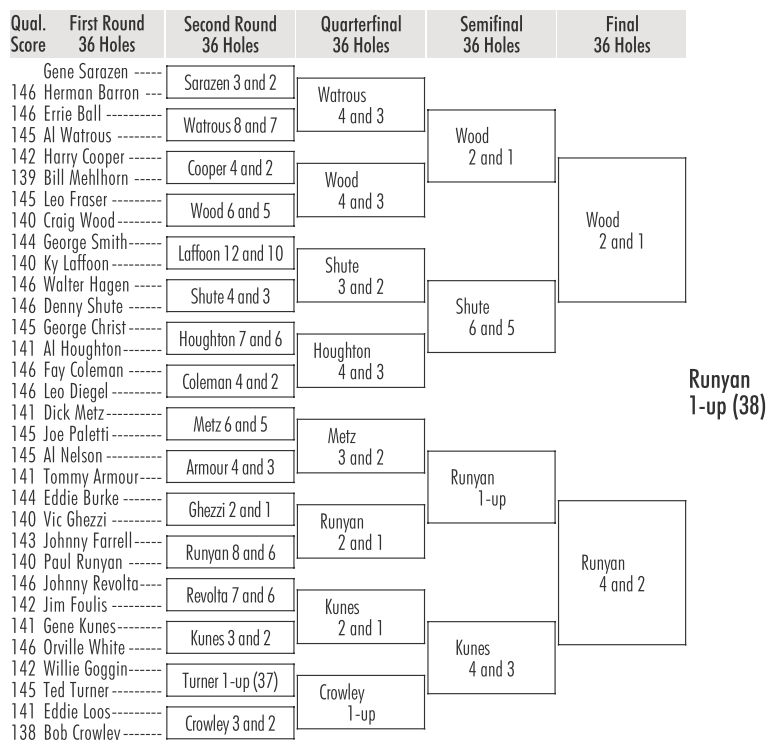 Qual. Score First Round 36 Holes Second Round 36 Holes Quarterfinal 36 Holes Semifinal 36 Holes Final 36 Holes
Gene Sarazen -----
146 Herman Barron ---
146 Errie Ball ----------
145 Al Watrous --------
142 Harry Cooper -----
139 Bill Mehlhorn -----
145 Leo Fraser ---------
140 Craig Wood--------
144 George Smith------
140 Ky Laffoon ---------
146 Walter Hagen -----
146 Denny Shute ------
145 George Christ -----
141 Al Houghton-------
146 Fay Coleman ------
146 Leo Diegel ---------
141 Dick Metz----------
145 Joe Paletti ---------
145 Al Nelson ----------
141 Tommy Armour----
144 Eddie Burke -------
140 Vic Ghezzi ---------
143 Johnny Farrell-----
140 Paul Runyan ------
146 Johnny Revolta----
142 Jim Foulis ---------
141 Gene Kunes--------
146 Orville White ------
142 Willie Goggin------
145 Ted Turner---------
141 Eddie Loos---------
138 Bob Crowley-------
Sarazen 3 and 2
Watrous 8 and 7
Cooper 4 and 2
Wood 6 and 5
Laffoon 12 and 10
Shute 4 and 3
Houghton 7 and 6
Coleman 4 and 2
Metz 6 and 5
Armour 4 and 3
Ghezzi 2 and 1
Runyan 8 and 6
Revolta 7 and 6
Kunes 3 and 2
Turner 1-up (37)
Crowley 3 and 2
Watrous
4 and 3
Wood
4 and 3
Shute
3 and 2
Houghton
4 and 3
Metz
3 and 2
Runyan
2 and 1
Kunes
2 and 1
Crowley
1-up
Wood
2 and 1
Shute
6 and 5
Runyan
1-up
Kunes
4 and 3
Wood
2 and 1
Runyan
4 and 2
Runyan
1-up (38)